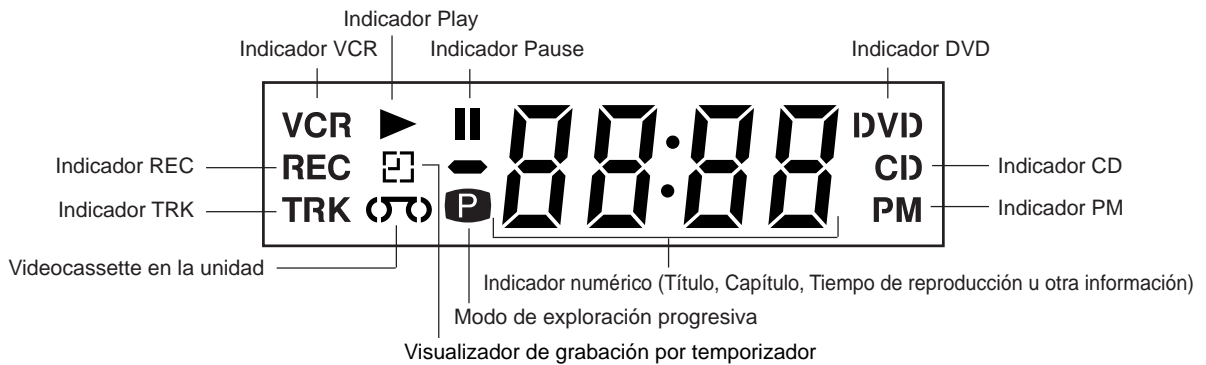 Indicador Play
Indicador VCR
Indicador Pause
Indicador DVD
VCR
88:88
DVD
Indicador REC
REC
CD
Indicador CD
Indicador TRK
TRK
P
PM
Indicador PM
Videocassette en la unidad
Indicador numérico (Título, Capítulo, Tiempo de reproducción u otra información)
Modo de exploración progresiva
Visualizador de grabación por temporizador